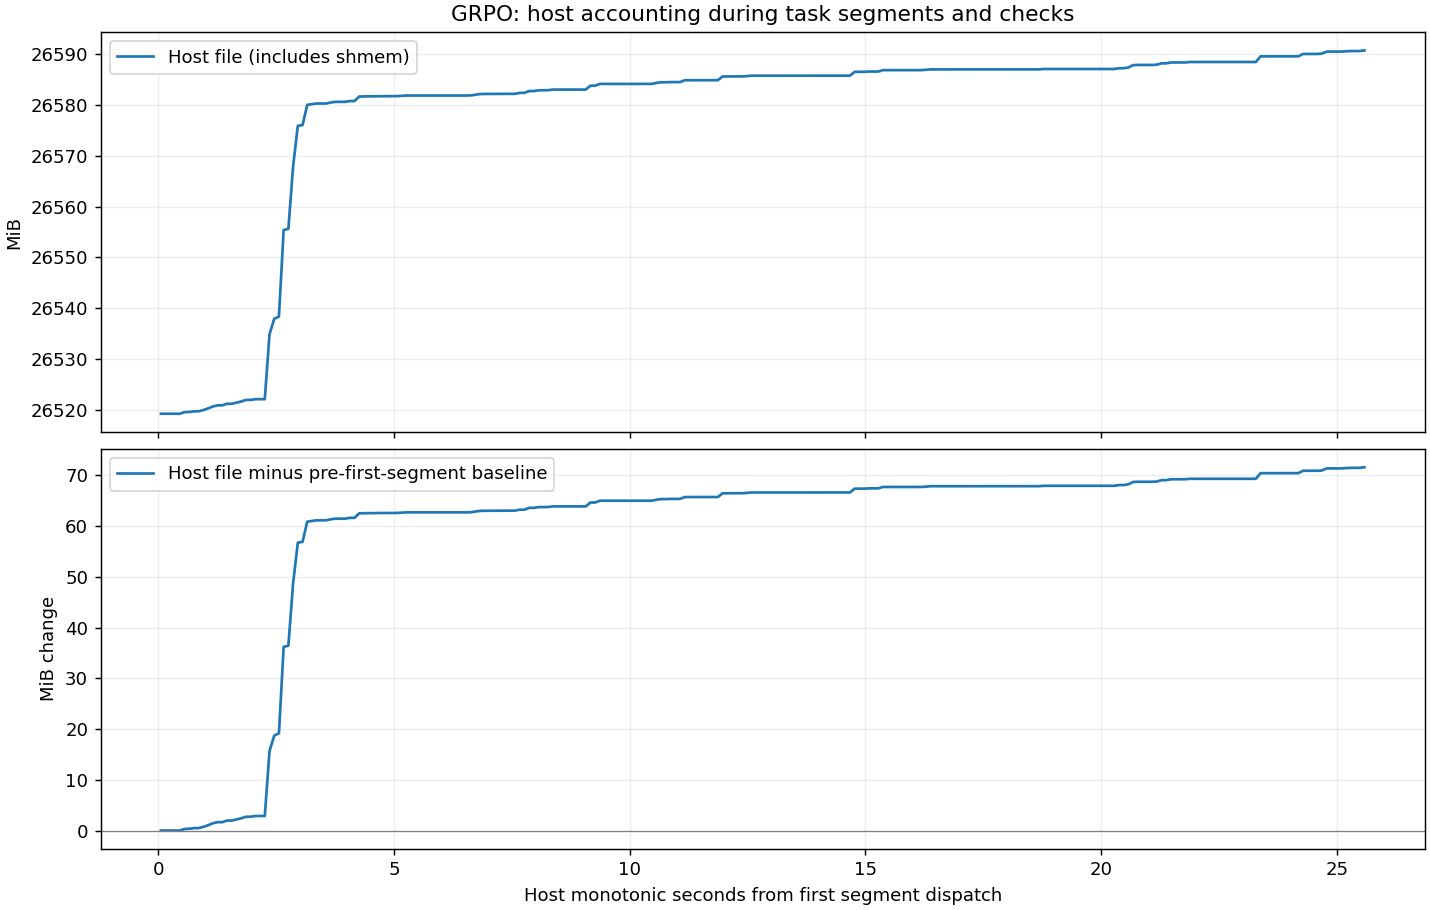 GRPO: host accounting during task segments and checks
Host file (includes shmem)
MiB
26590
26580
26570
26560
26550
26540
26530
26520
Host file minus pre-first-segment baseline
MiB change
70
60
50
40
30
20
10
0
0 5 10 15 20 25
Host monotonic seconds from first segment dispatch